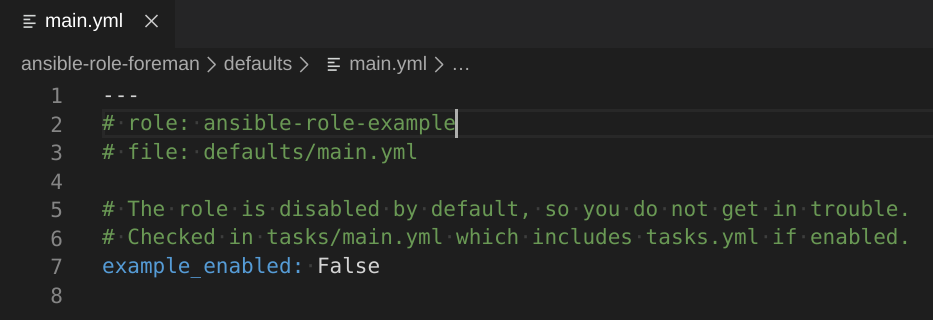 main.yml
ansible-role-foreman > defaults > main.yml > ...
1 ---
2 # role: ansible-role-example
3 # file: defaults/main.yml
4
5 # The role is disabled by default, so you do not get in trouble.
6 # Checked in tasks/main.yml which includes tasks.yml if enabled.
7 example_enabled: False
8